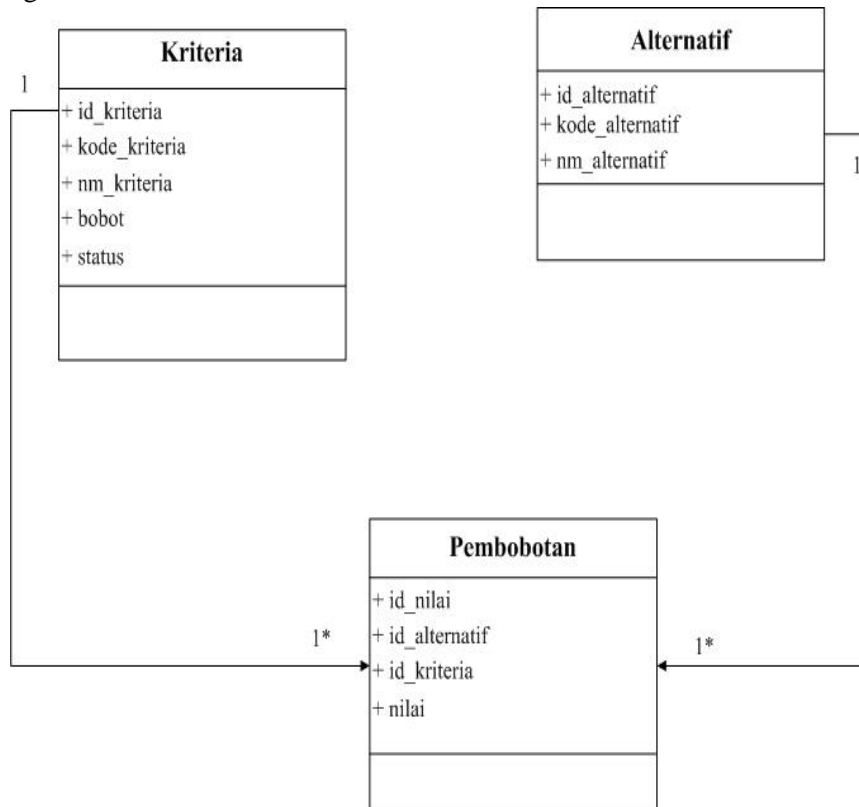 Kriteria
1
+ id_kriteria
+ kode_kriteria
+ nm_kriteria
+ bobot
+ status
Alternatif
+ id_alternatif
+ kode_alternatif
+ nm_alternatif
1
Pembobotan
+ id_nilai
+ id_alternatif
+ id_kriteria
+ nilai
1*
1*